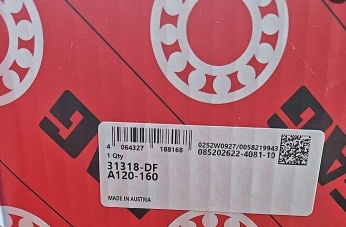 4 064327 188168
0252W0927/0058219943
085202622-4081-10
1 Qty
31318-DF
A120-160
MADE IN AUSTRIA